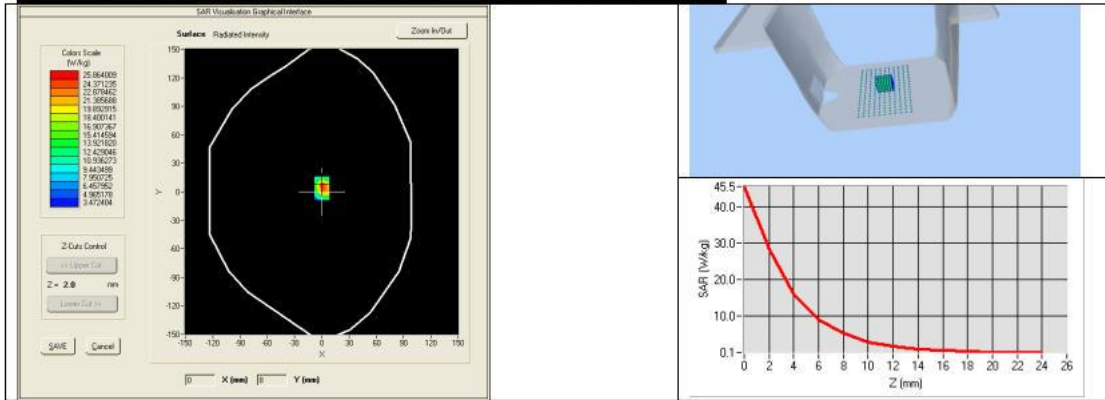 SAR Visualisation Graphical Interface
Surface Radiated Intensity
Zoom In/Out
Colors Scale
(W/kg)
25.864009
24.371235
22.878462
21.385688
19.892915
18.400141
16.907367
15.414594
13.921820
12.429046
10.936273
9.443499
7.950725
6.457952
4.965178
3.472404
150
120
90
60
30
0
-30
-60
-90
-120
-150
Y
-150 -120 -90 -60 -30 0 30 60 90 120 150
X
Z-Cuts Control
<< Upper Cut
Z = 2.0 mm
Lower Cut >>
SAVE Cancel
0 X (mm) 0 Y (mm)
45.5
40.0
30.0
20.0
10.0
0.1
SAR (W/kg)
0 2 4 6 8 10 12 14 16 18 20 22 24 26
Z (mm)